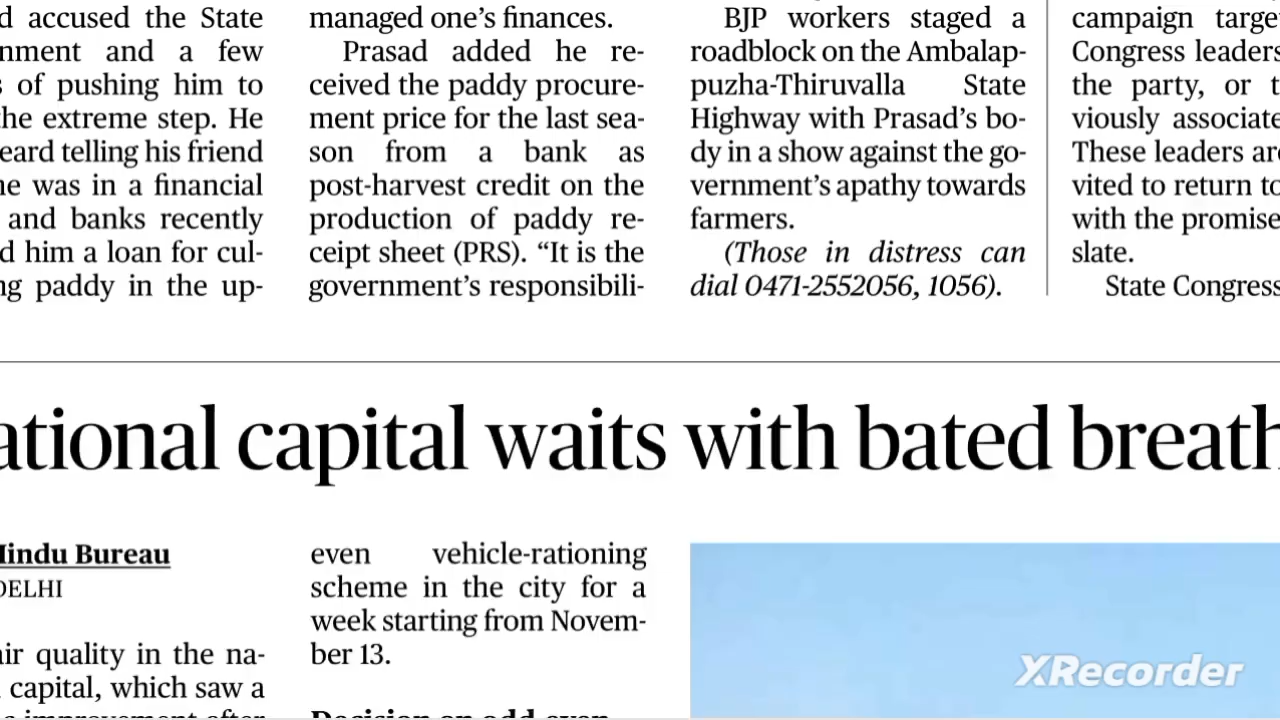 d accused the State
nment and a few
s of pushing him to
the extreme step. He
eard telling his friend
he was in a financial
and banks recently
d him a loan for cul-
ng paddy in the up-
managed one’s finances.
Prasad added he re-
ceived the paddy procure-
ment price for the last sea-
son from a bank as
post-harvest credit on the
production of paddy re-
ceipt sheet (PRS). “It is the
government’s responsibili-
BJP workers staged a
roadblock on the Ambalap-
puzha-Thiruvalla State
Highway with Prasad’s bo-
dy in a show against the go-
vernment’s apathy towards
farmers.
(Those in distress can
dial 0471-2552056, 1056).
campaign targe
Congress leaders
the party, or t
viously associate
These leaders are
vited to return to
with the promise
slate.
State Congress
ational capital waits with bated breath
Hindu Bureau
DELHI
air quality in the na-
capital, which saw a
improvement after
even vehicle-rationing
scheme in the city for a
week starting from Novem-
ber 13.
Decision on odd-even
XRecorder